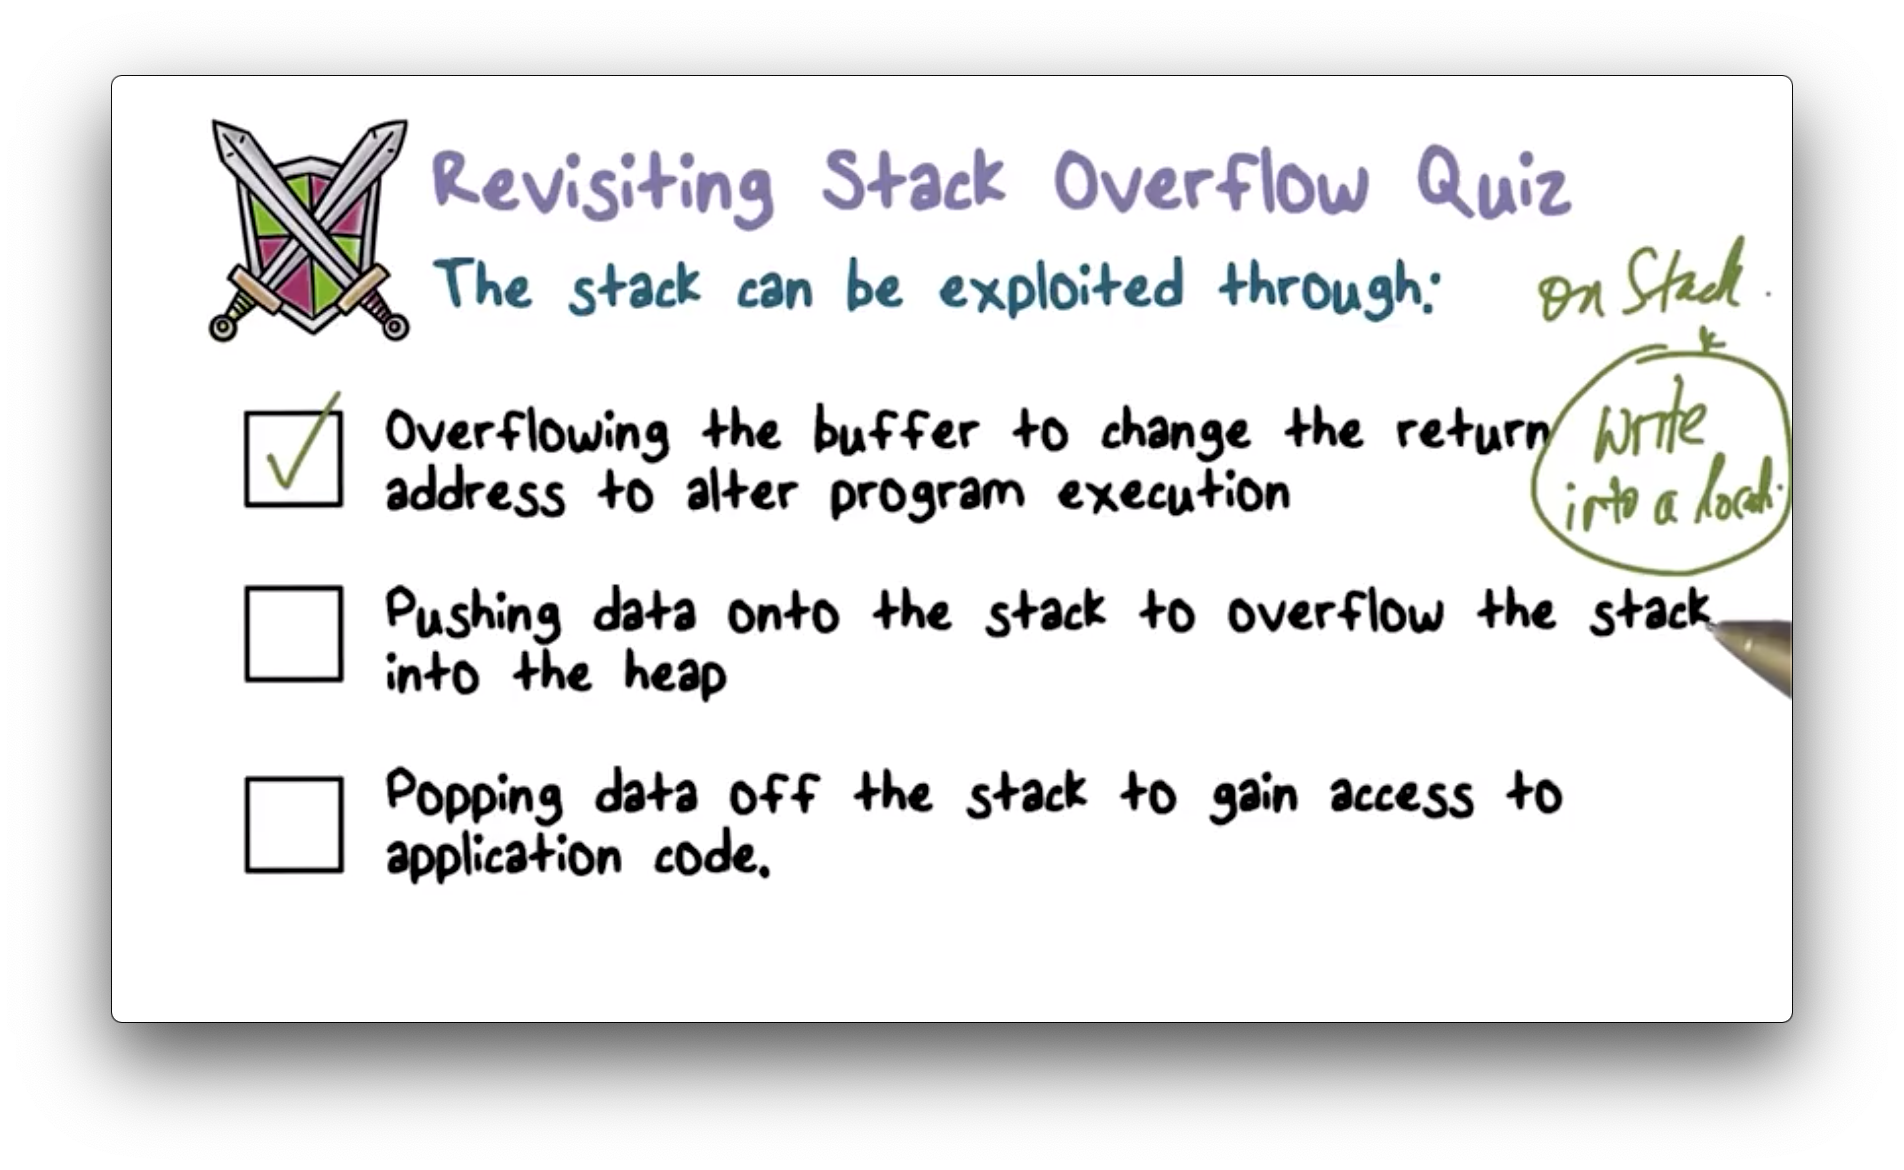 Revisiting Stack Overflow Quiz
The stack can be exploited through:
on Stack
Overflowing the buffer to change the return
address to alter program execution
write
into a local
Pushing data onto the stack to overflow the stack
into the heap
Popping data off the stack to gain access to
application code.